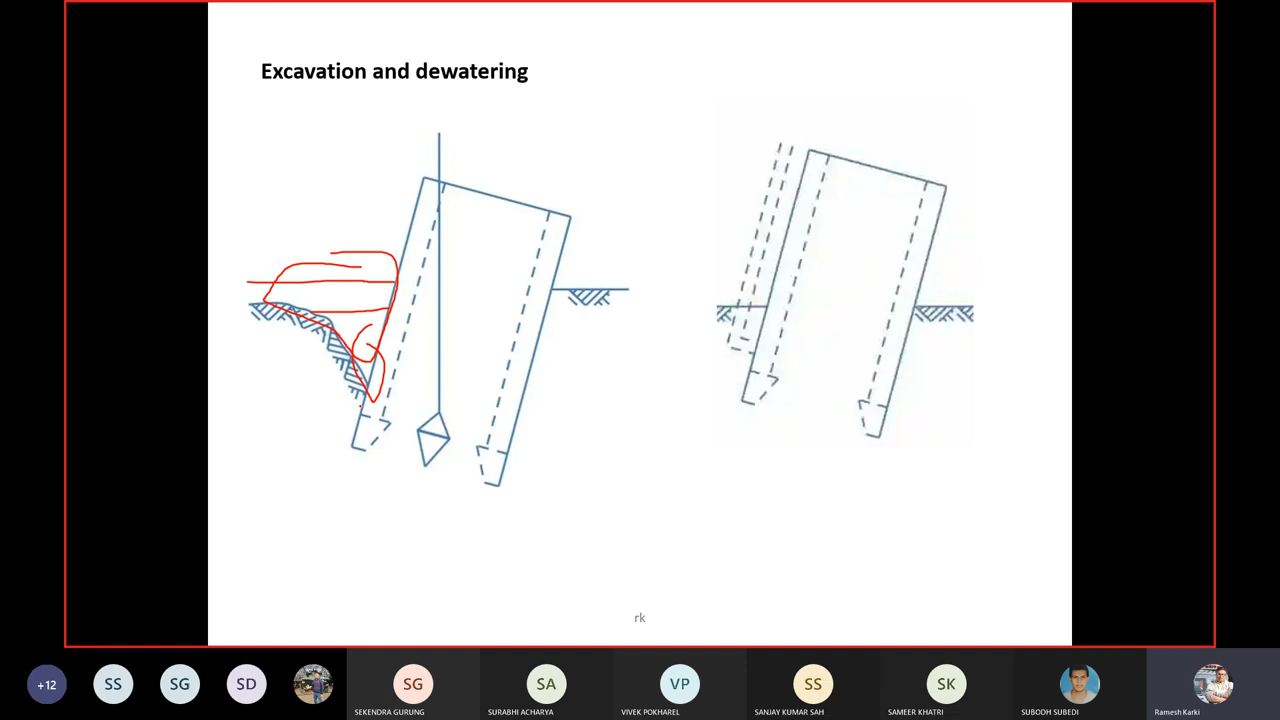 Excavation and dewatering
rk
+12
SS
SG
SD
SG
SA
VP
SS
SK
SEKENDRA GURUNG
SURABHI ACHARYA
VIVEK POKHAREL
SANJAY KUMAR SAH
SAMEER KHATRI
SUBODH SUBEDI
Ramesh Karki